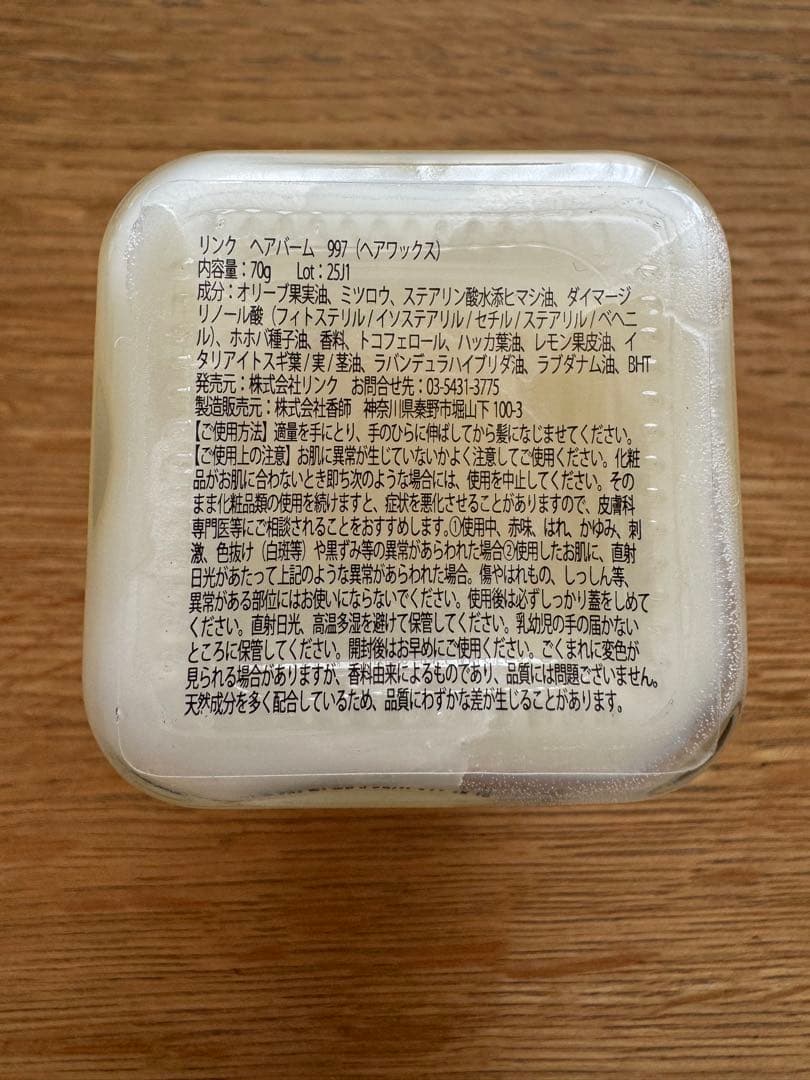 リンク　ヘアバーム　997（ヘアワックス）
内容量：70g　Lot：25J1
成分：オリーブ果実油、ミツロウ、ステアリン酸水添ヒマシ油、ダイマージ
リノール酸（フィトステリル/イソステアリル/セチル/ステアリル/ベヘニ
ル）、ホホバ種子油、香料、トコフェロール、ハッカ葉油、レモン果皮油、イ
タリアイトスギ葉/実/茎油、ラバンデュラハイブリダ油、ラブダナム油、BHT
発売元：株式会社リンク　お問合せ先：03-5431-3775
製造販売元：株式会社香師　神奈川県秦野市堀山下100-3
【ご使用方法】適量を手にとり、手のひらに伸ばしてから髪になじませてください。
【ご使用上の注意】お肌に異常が生じていないかよく注意してご使用ください。化粧
品がお肌に合わないとき即ち次のような場合には、使用を中止してください。その
まま化粧品類の使用を続けますと、症状を悪化させることがありますので、皮膚科
専門医等にご相談されることをおすすめします。①使用中、赤味、はれ、かゆみ、刺
激、色抜け（白斑等）や黒ずみ等の異常があらわれた場合②使用したお肌に、直射
日光があたって上記のような異常があらわれた場合。傷やはれもの、しっしん等、
異常がある部位にはお使いにならないでください。使用後は必ずしっかり蓋をしめて
ください。直射日光、高温多湿を避けて保管してください。乳幼児の手の届かない
ところに保管してください。開封後はお早めにご使用ください。ごくまれに変色が
見られる場合がありますが、香料由来によるものであり、品質には問題ございません。
天然成分を多く配合しているため、品質にわずかな差が生じることがあります。